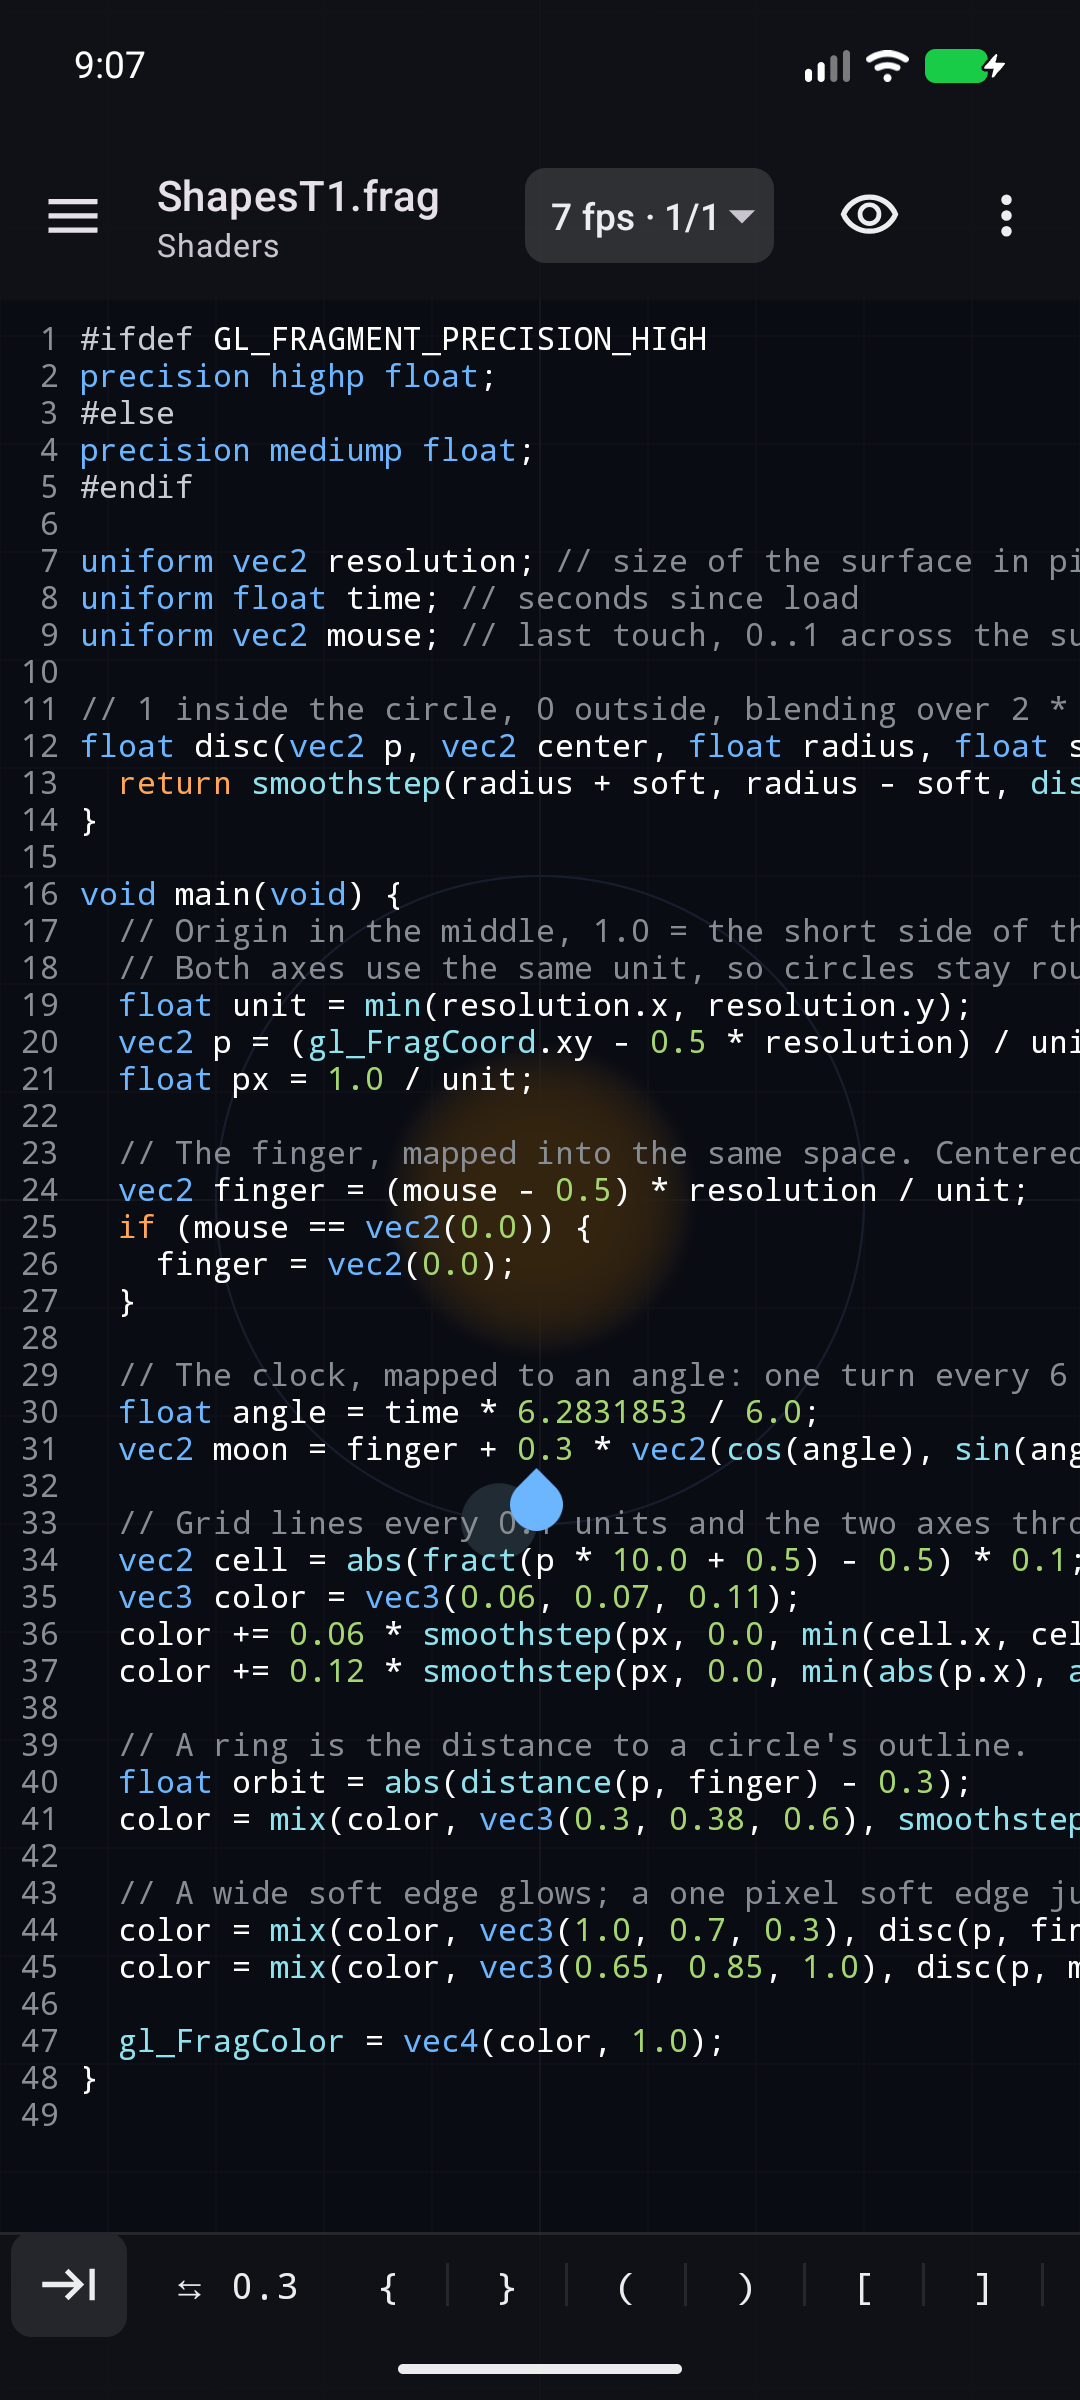 9:07
ShapesT1.frag
Shaders
7 fps · 1/1
1 #ifdef GL_FRAGMENT_PRECISION_HIGH
2 precision highp float;
3 #else
4 precision mediump float;
5 #endif
6
7 uniform vec2 resolution; // size of the surface in pi
8 uniform float time; // seconds since load
9 uniform vec2 mouse; // last touch, 0..1 across the su
10
11 // 1 inside the circle, 0 outside, blending over 2 *
12 float disc(vec2 p, vec2 center, float radius, float s
13   return smoothstep(radius + soft, radius - soft, dis
14 }
15
16 void main(void) {
17   // Origin in the middle, 1.0 = the short side of th
18   // Both axes use the same unit, so circles stay rou
19   float unit = min(resolution.x, resolution.y);
20   vec2 p = (gl_FragCoord.xy - 0.5 * resolution) / uni
21   float px = 1.0 / unit;
22
23   // The finger, mapped into the same space. Centered
24   vec2 finger = (mouse - 0.5) * resolution / unit;
25   if (mouse == vec2(0.0)) {
26     finger = vec2(0.0);
27   }
28
29   // The clock, mapped to an angle: one turn every 6
30   float angle = time * 6.2831853 / 6.0;
31   vec2 moon = finger + 0.3 * vec2(cos(angle), sin(ang
32
33   // Grid lines every units and the two axes thro
34   vec2 cell = abs(fract(p * 10.0 + 0.5) - 0.5) * 0.1;
35   vec3 color = vec3(0.06, 0.07, 0.11);
36   color += 0.06 * smoothstep(px, 0.0, min(cell.x, cel
37   color += 0.12 * smoothstep(px, 0.0, min(abs(p.x), a
38
39   // A ring is the distance to a circle's outline.
40   float orbit = abs(distance(p, finger) - 0.3);
41   color = mix(color, vec3(0.3, 0.38, 0.6), smoothstep
42
43   // A wide soft edge glows; a one pixel soft edge ju
44   color = mix(color, vec3(1.0, 0.7, 0.3), disc(p, fin
45   color = mix(color, vec3(0.65, 0.85, 1.0), disc(p, m
46
47   gl_FragColor = vec4(color, 1.0);
48 }
49
⇆ 0.3 { } ( ) [ ]